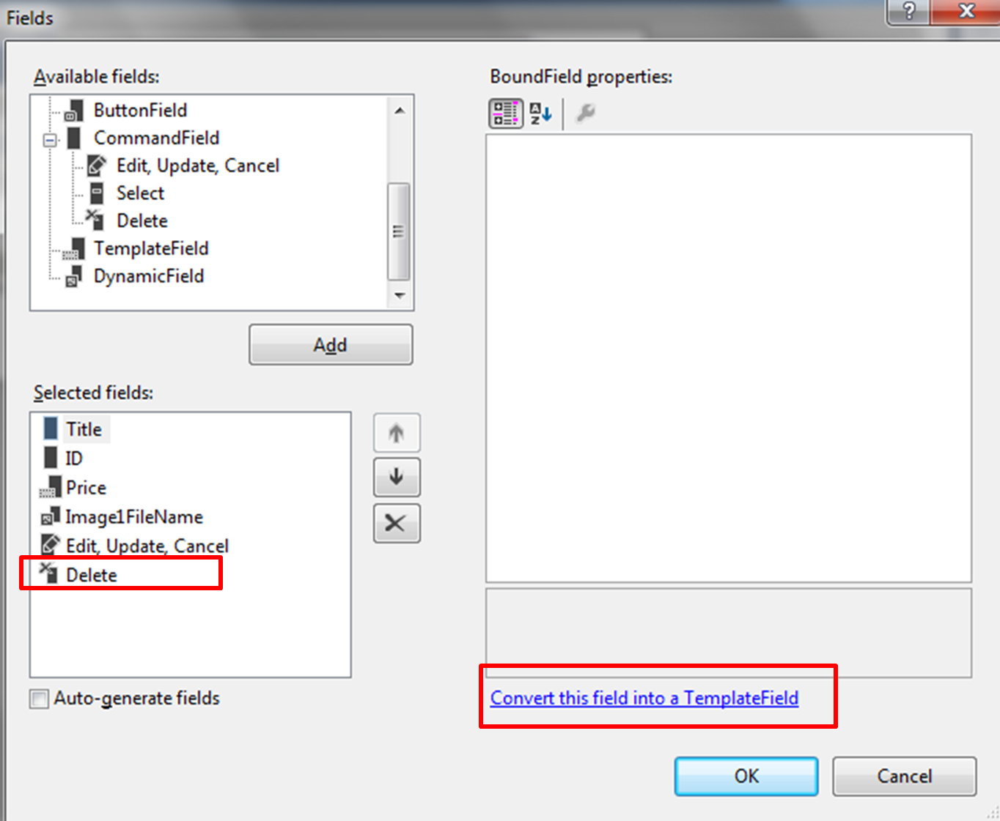 Fields
?
Available fields:
ButtonField
CommandField
Edit, Update, Cancel
Select
Delete
TemplateField
DynamicField
Add
Selected fields:
Title
ID
Price
Image1FileName
Edit, Update, Cancel
Delete
Auto-generate fields
BoundField properties:
A
Z
Convert this field into a TemplateField
OK
Cancel